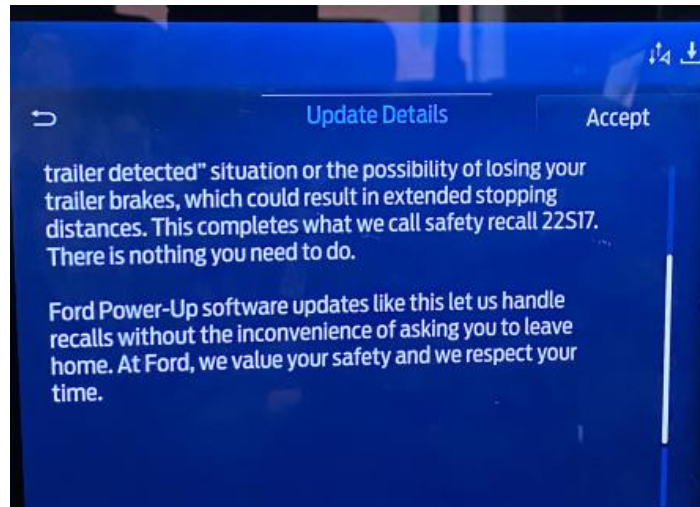 Update Details
Accept
trailer detected” situation or the possibility of losing your
trailer brakes, which could result in extended stopping
distances. This completes what we call safety recall 22S17.
There is nothing you need to do.
Ford Power-Up software updates like this let us handle
recalls without the inconvenience of asking you to leave
home. At Ford, we value your safety and we respect your
time.